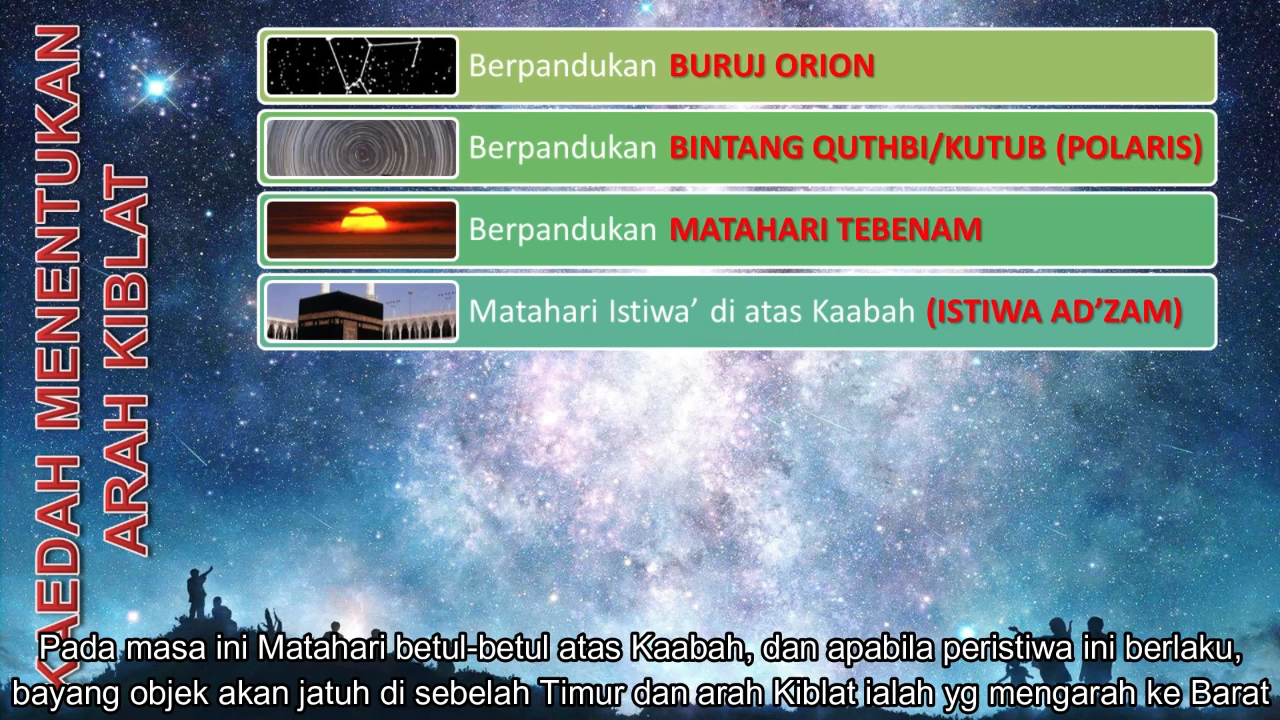 KAEDAH MENENTUKAN
ARAH KIBLAT
Berpandukan BURUJ ORION
Berpandukan BINTANG QUTHBI/KUTUB (POLARIS)
Berpandukan MATAHARI TEBENAM
Matahari Istiwa’ di atas Kaabah (ISTIWA AD’ZAM)
Pada masa ini Matahari betul-betul atas Kaabah, dan apabila peristiwa ini berlaku,
bayang objek akan jatuh di sebelah Timur dan arah Kiblat ialah yg mengarah ke Barat